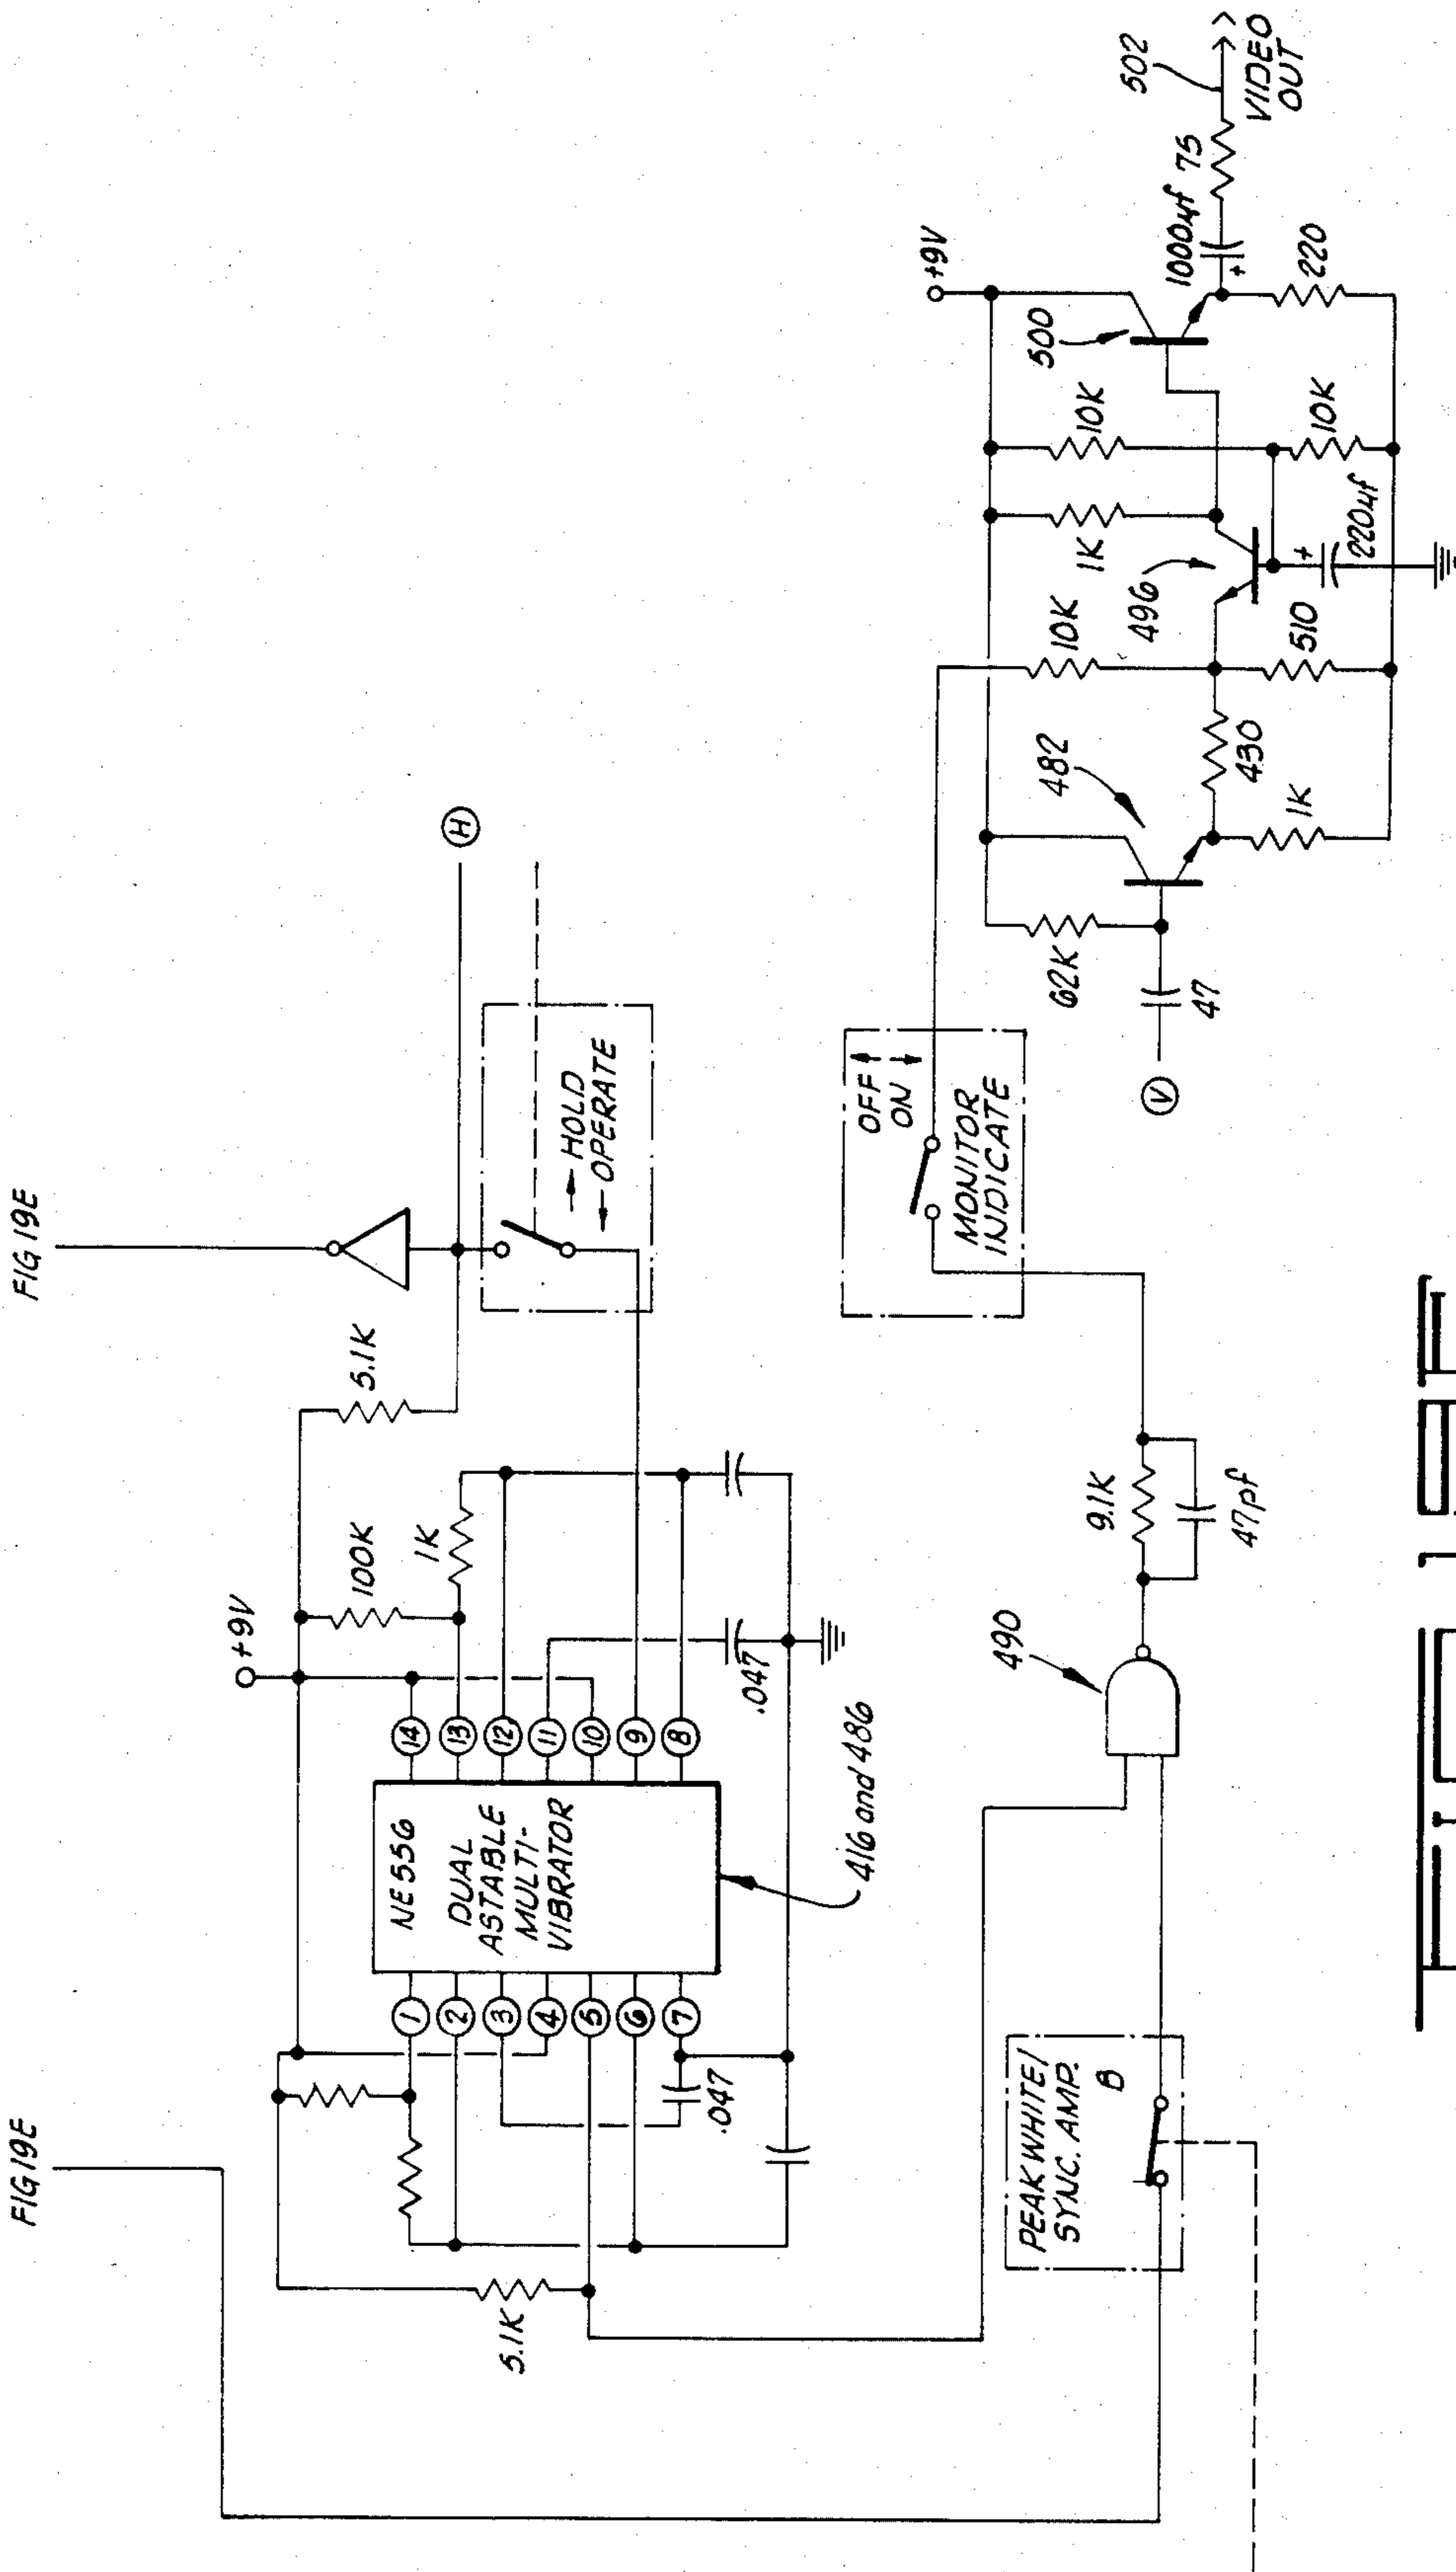 FIG 19E
FIG 19E
+9V
5.1K
100K
1K
H
HOLD
OPERATE
1
2
3
4
5
6
7
NE556
DUAL
ASTABLE
MULTI-
VIBRATOR
14
13
12
11
10
9
8
.047
.047
5.1K
416 and 486
PEAK WHITE/
SYNC. AMP.
B
490
9.1K
47pf
OFF
ON
MONITOR
INDICATE
V
47
62K
482
1K
430
10K
510
496
1K
220µf
10K
10K
+9V
500
220
1000µf
75
502
VIDEO
OUT